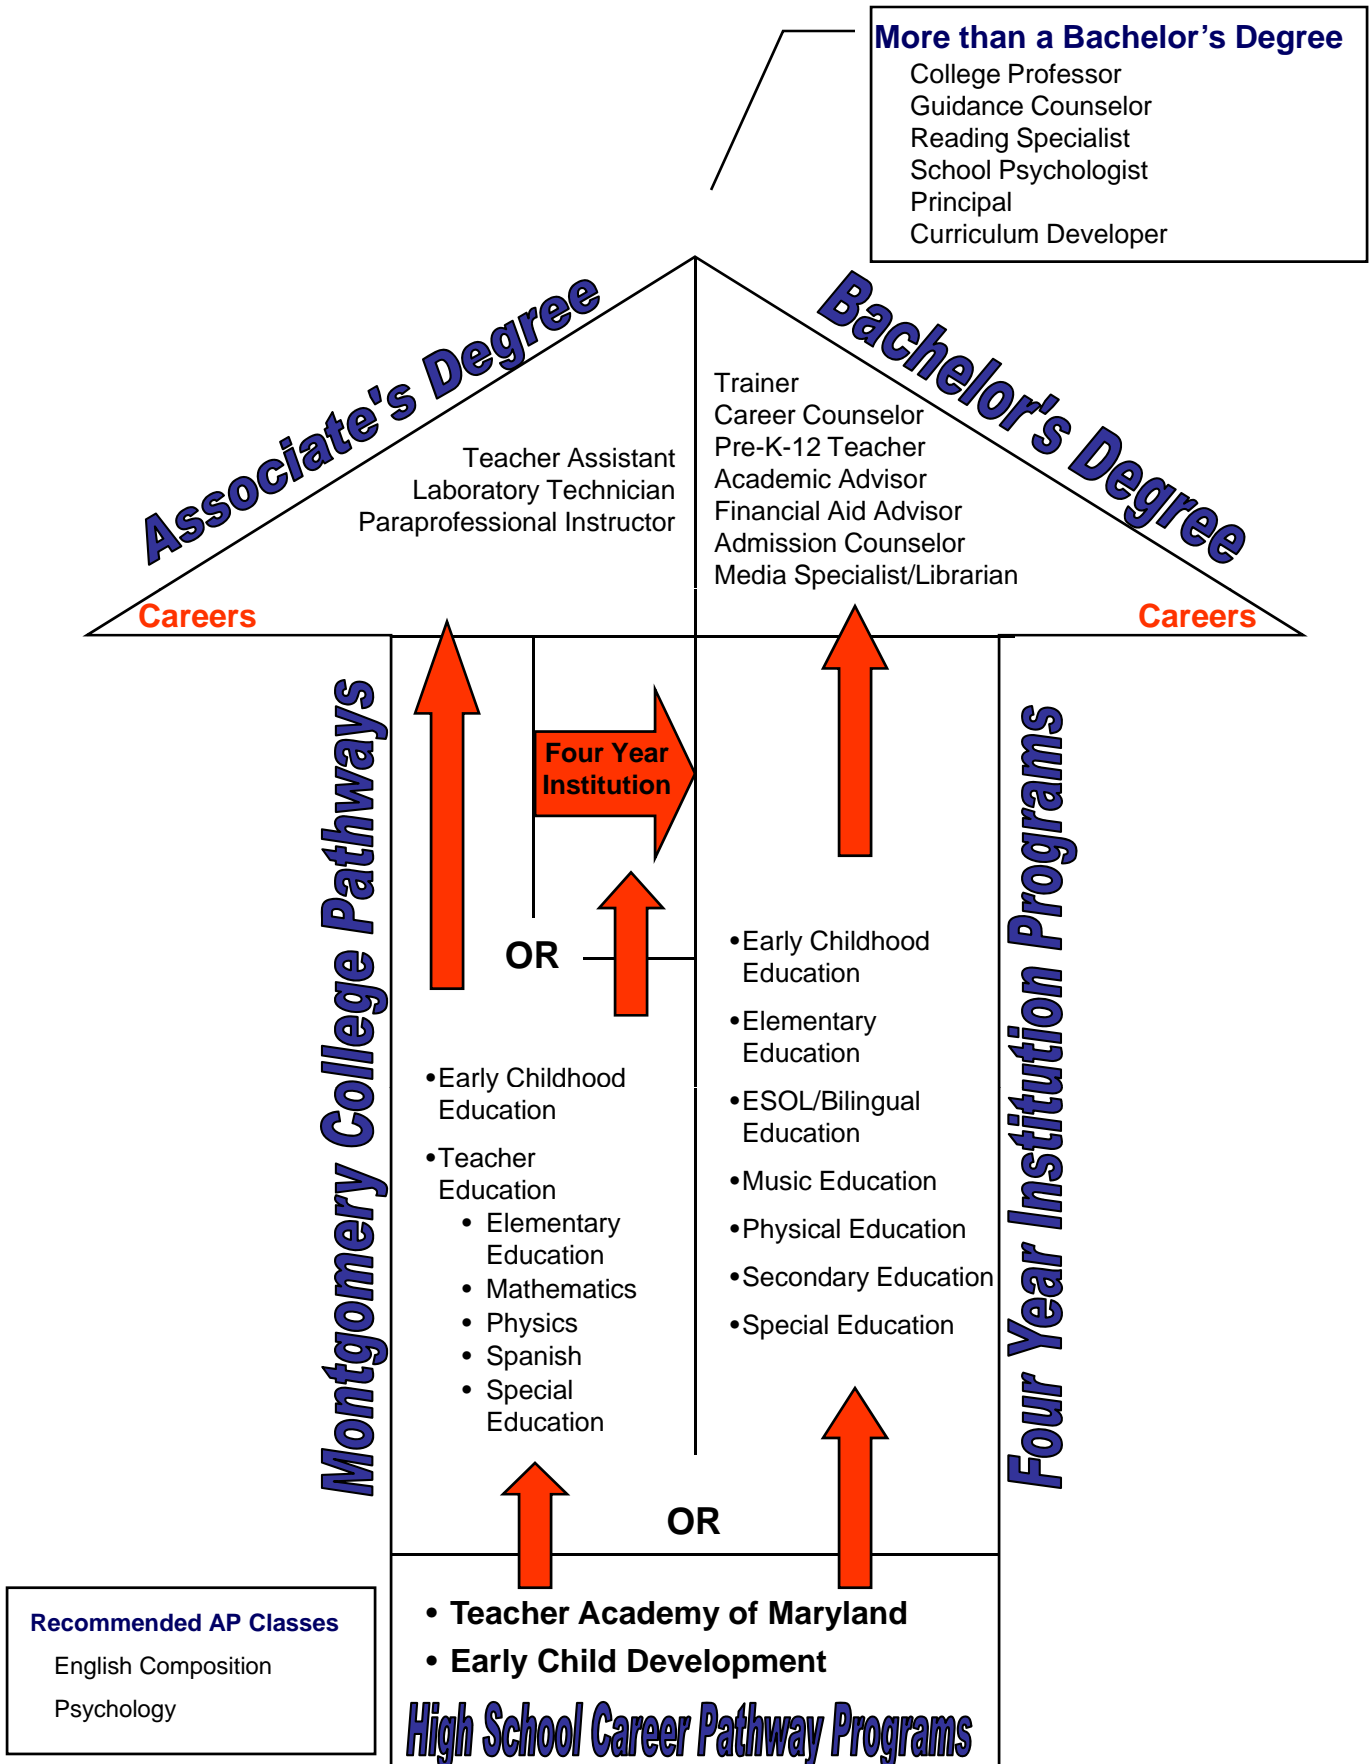 More than a Bachelor’s Degree
College Professor
Guidance Counselor
Reading Specialist
School Psychologist
Principal
Curriculum Developer
Associate's Degree
Bachelor's Degree
Teacher Assistant
Laboratory Technician
Paraprofessional Instructor
Careers
Trainer
Career Counselor
Pre-K-12 Teacher
Academic Advisor
Financial Aid Advisor
Admission Counselor
Media Specialist/Librarian
Careers
Montgomery College Pathways
Four Year
Institution
OR
•Early Childhood
Education
•Teacher
Education
• Elementary
Education
• Mathematics
• Physics
• Spanish
• Special
Education
•Early Childhood
Education
•Elementary
Education
•ESOL/Bilingual
Education
•Music Education
•Physical Education
•Secondary Education
•Special Education
Four Year Institution Programs
OR
• Teacher Academy of Maryland
• Early Child Development
High School Career Pathway Programs
Recommended AP Classes
English Composition
Psychology